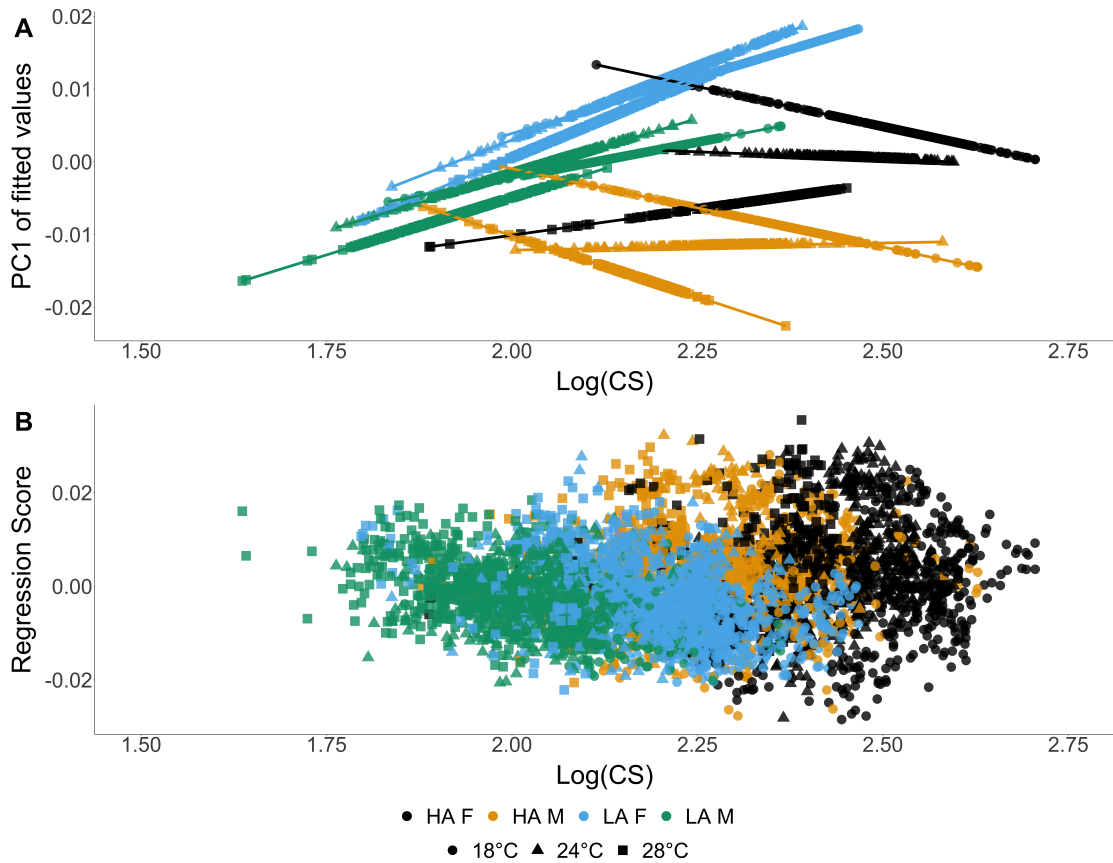 A
PC1 of fitted values
0.02
0.01
0.00
-0.01
-0.02
1.50 1.75 2.00 2.25 2.50 2.75
Log(CS)
B
Regression Score
0.02
0.00
-0.02
1.50 1.75 2.00 2.25 2.50 2.75
Log(CS)
HA F HA M LA F LA M
18°C 24°C 28°C